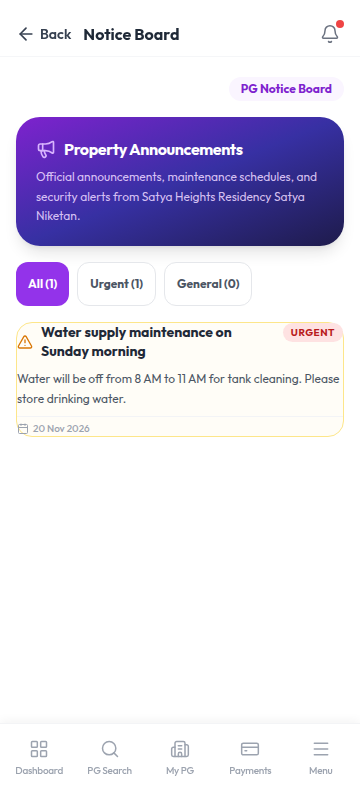 Back Notice Board
PG Notice Board
Property Announcements
Official announcements, maintenance schedules, and
security alerts from Satya Heights Residency Satya
Niketan.
All (1) Urgent (1) General (0)
Water supply maintenance on URGENT
Sunday morning
Water will be off from 8 AM to 11 AM for tank cleaning. Please
store drinking water.
20 Nov 2026
Dashboard PG Search My PG Payments Menu